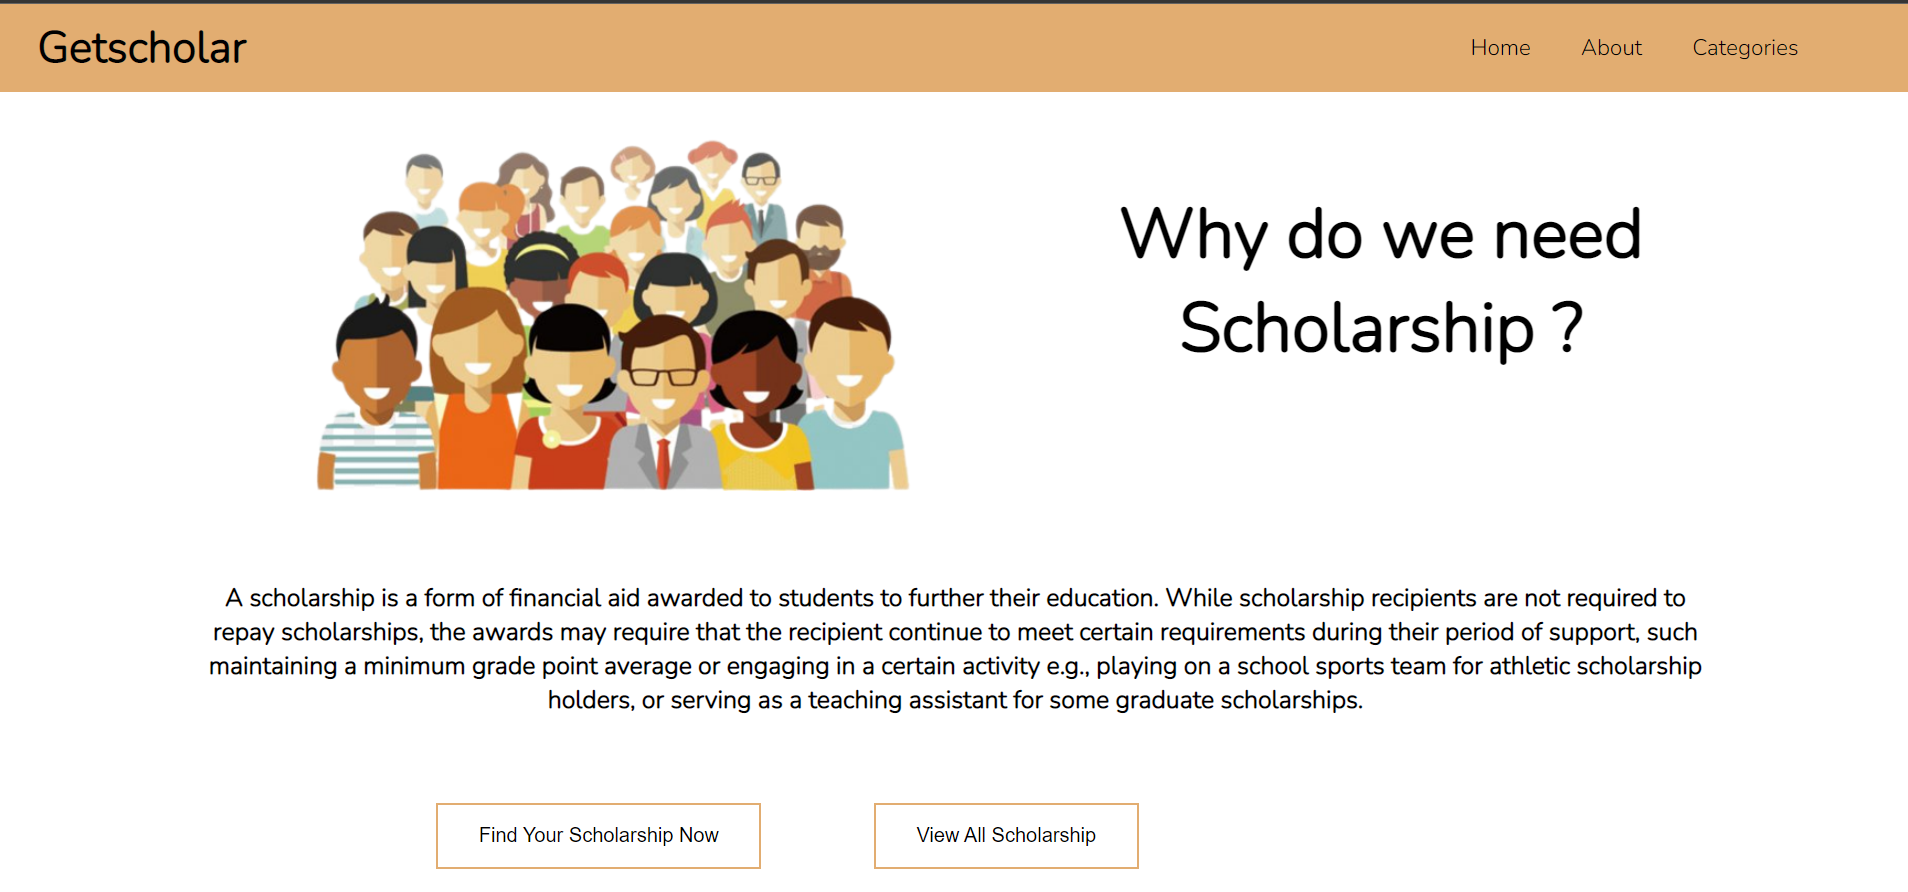 Getscholar
Home About Categories
Why do we need
Scholarship ?
A scholarship is a form of financial aid awarded to students to further their education. While scholarship recipients are not required to
repay scholarships, the awards may require that the recipient continue to meet certain requirements during their period of support, such
maintaining a minimum grade point average or engaging in a certain activity e.g., playing on a school sports team for athletic scholarship
holders, or serving as a teaching assistant for some graduate scholarships.
Find Your Scholarship Now
View All Scholarship